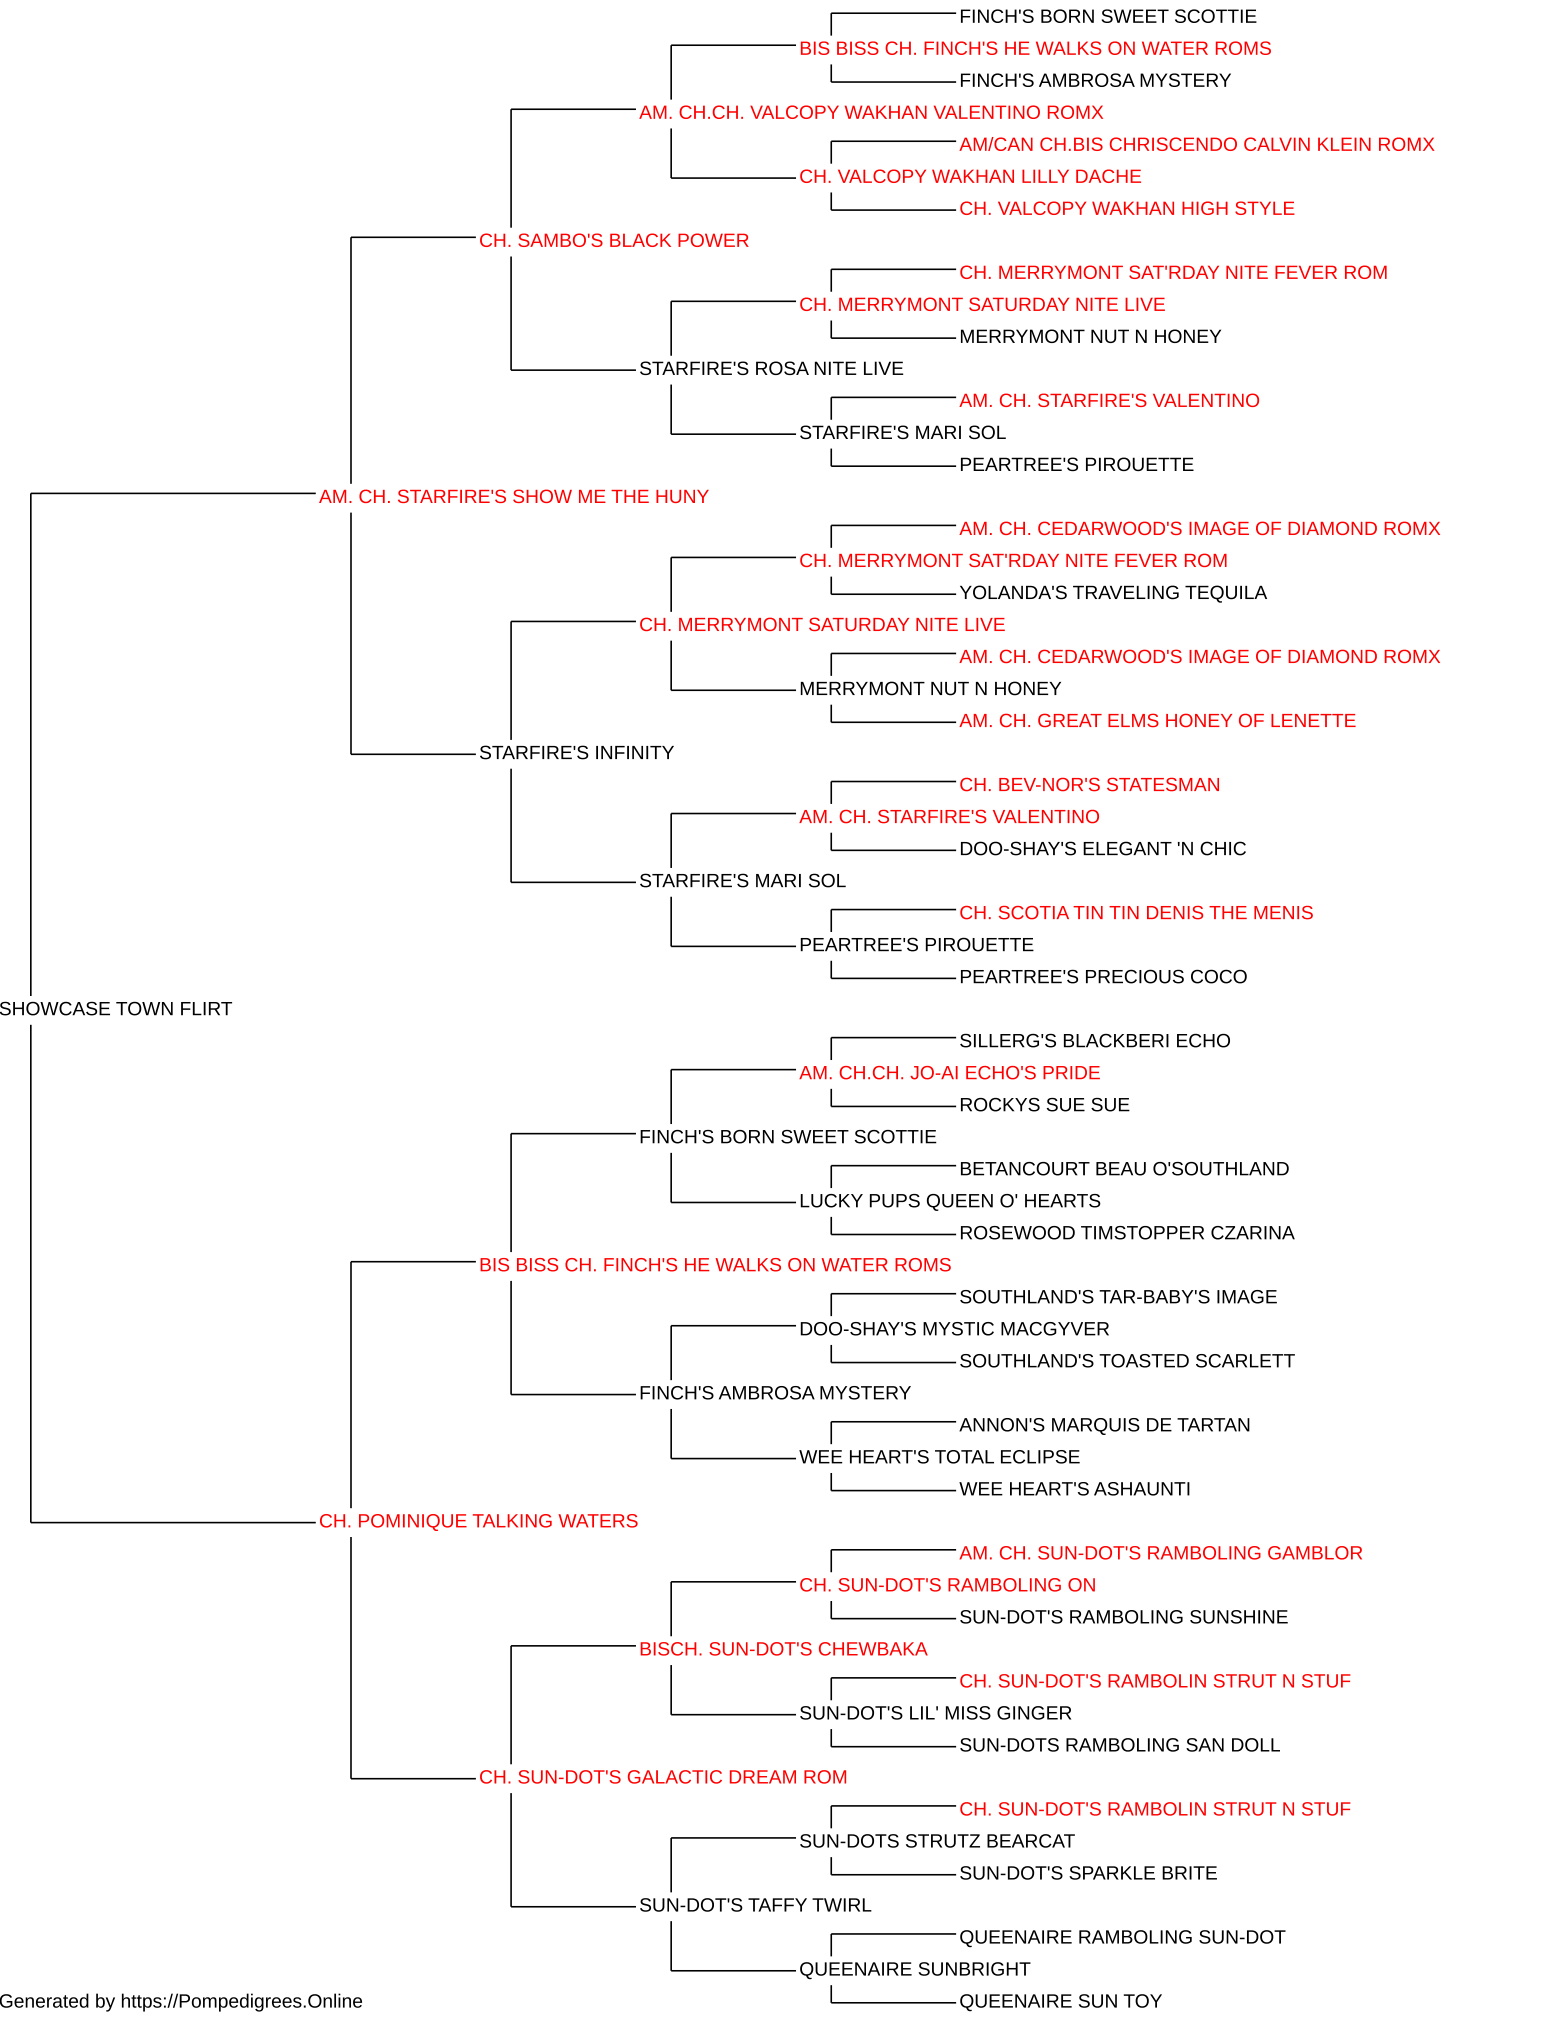 FINCH'S BORN SWEET SCOTTIE
BIS BISS CH. FINCH'S HE WALKS ON WATER ROMS
FINCH'S AMBROSA MYSTERY
AM. CH.CH. VALCOPY WAKHAN VALENTINO ROMX
AM/CAN CH.BIS CHRISCENDO CALVIN KLEIN ROMX
CH. VALCOPY WAKHAN LILLY DACHE
CH. VALCOPY WAKHAN HIGH STYLE
CH. SAMBO'S BLACK POWER
CH. MERRYMONT SAT'RDAY NITE FEVER ROM
CH. MERRYMONT SATURDAY NITE LIVE
MERRYMONT NUT N HONEY
STARFIRE'S ROSA NITE LIVE
AM. CH. STARFIRE'S VALENTINO
STARFIRE'S MARI SOL
PEARTREE'S PIROUETTE
AM. CH. STARFIRE'S SHOW ME THE HUNY
AM. CH. CEDARWOOD'S IMAGE OF DIAMOND ROMX
CH. MERRYMONT SAT'RDAY NITE FEVER ROM
YOLANDA'S TRAVELING TEQUILA
CH. MERRYMONT SATURDAY NITE LIVE
AM. CH. CEDARWOOD'S IMAGE OF DIAMOND ROMX
MERRYMONT NUT N HONEY
AM. CH. GREAT ELMS HONEY OF LENETTE
STARFIRE'S INFINITY
CH. BEV-NOR'S STATESMAN
AM. CH. STARFIRE'S VALENTINO
DOO-SHAY'S ELEGANT 'N CHIC
STARFIRE'S MARI SOL
CH. SCOTIA TIN TIN DENIS THE MENIS
PEARTREE'S PIROUETTE
PEARTREE'S PRECIOUS COCO
SHOWCASE TOWN FLIRT
SILLERG'S BLACKBERI ECHO
AM. CH.CH. JO-AI ECHO'S PRIDE
ROCKYS SUE SUE
FINCH'S BORN SWEET SCOTTIE
BETANCOURT BEAU O'SOUTHLAND
LUCKY PUPS QUEEN O' HEARTS
ROSEWOOD TIMSTOPPER CZARINA
BIS BISS CH. FINCH'S HE WALKS ON WATER ROMS
SOUTHLAND'S TAR-BABY'S IMAGE
DOO-SHAY'S MYSTIC MACGYVER
SOUTHLAND'S TOASTED SCARLETT
FINCH'S AMBROSA MYSTERY
ANNON'S MARQUIS DE TARTAN
WEE HEART'S TOTAL ECLIPSE
WEE HEART'S ASHAUNTI
CH. POMINIQUE TALKING WATERS
AM. CH. SUN-DOT'S RAMBOLING GAMBLOR
CH. SUN-DOT'S RAMBOLING ON
SUN-DOT'S RAMBOLING SUNSHINE
BISCH. SUN-DOT'S CHEWBAKA
CH. SUN-DOT'S RAMBOLIN STRUT N STUF
SUN-DOT'S LIL' MISS GINGER
SUN-DOTS RAMBOLING SAN DOLL
CH. SUN-DOT'S GALACTIC DREAM ROM
CH. SUN-DOT'S RAMBOLIN STRUT N STUF
SUN-DOTS STRUTZ BEARCAT
SUN-DOT'S SPARKLE BRITE
SUN-DOT'S TAFFY TWIRL
QUEENAIRE RAMBOLING SUN-DOT
QUEENAIRE SUNBRIGHT
QUEENAIRE SUN TOY
Generated by https://Pompedigrees.Online